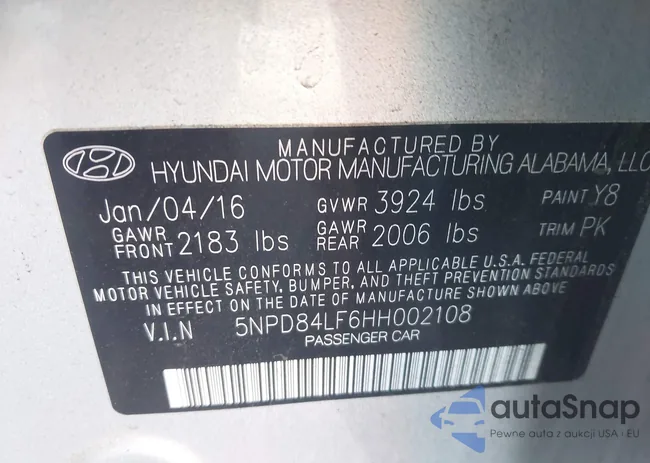 MANUFACTURED BY
HYUNDAI MOTOR MANUFACTURING ALABAMA, LLC
Jan/04/16 GVWR 3924 lbs PAINT Y8
GAWR FRONT 2183 lbs GAWR REAR 2006 lbs TRIM PK
THIS VEHICLE CONFORMS TO ALL APPLICABLE U.S.A. FEDERAL
MOTOR VEHICLE SAFETY, BUMPER, AND THEFT PREVENTION STANDARDS
IN EFFECT ON THE DATE OF MANUFACTURE SHOWN ABOVE
V.I.N 5NPD84LF6HH002108
PASSENGER CAR
autaSnap
Pewne auta z aukcji USA i EU